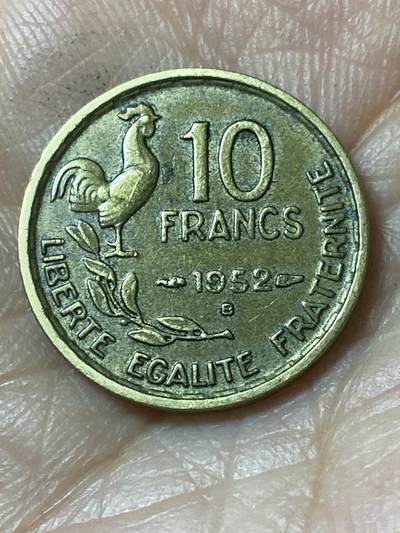 10
FRANCS
1952
B
LIBERTE EGALITE FRATERNITE